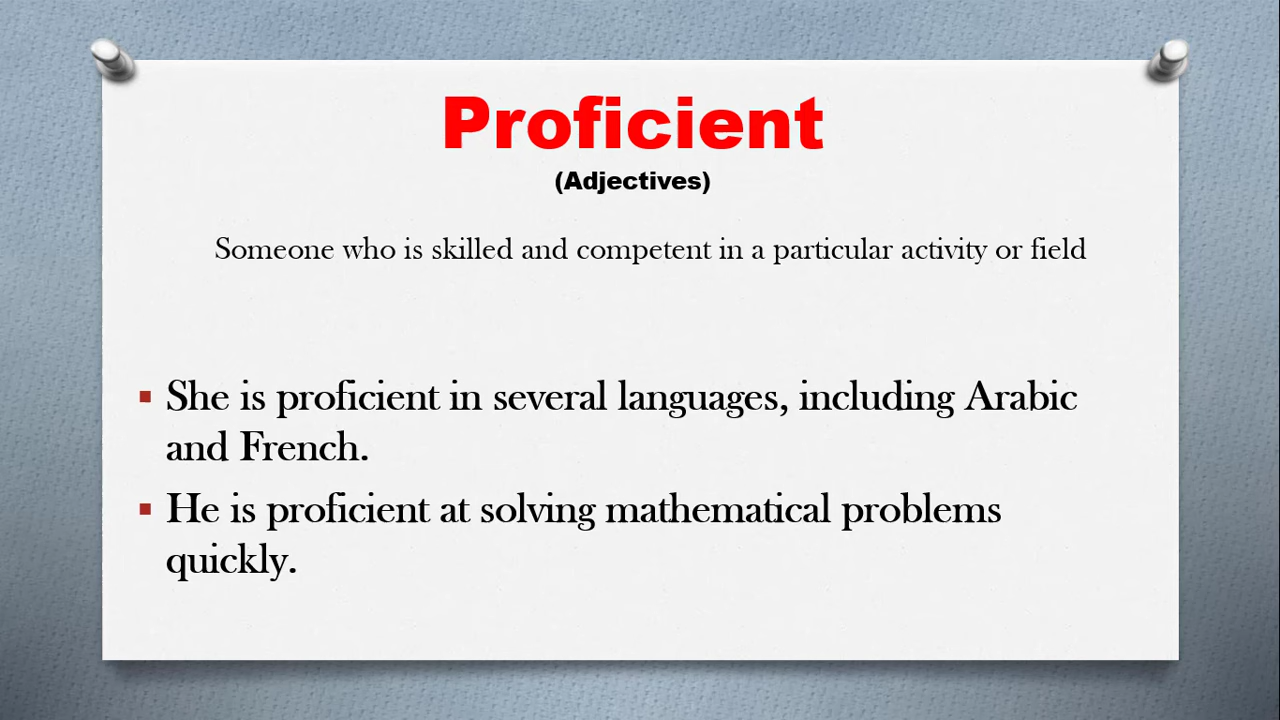 Proficient
(Adjectives)
Someone who is skilled and competent in a particular activity or field
▪ She is proficient in several languages, including Arabic
and French.
▪ He is proficient at solving mathematical problems
quickly.